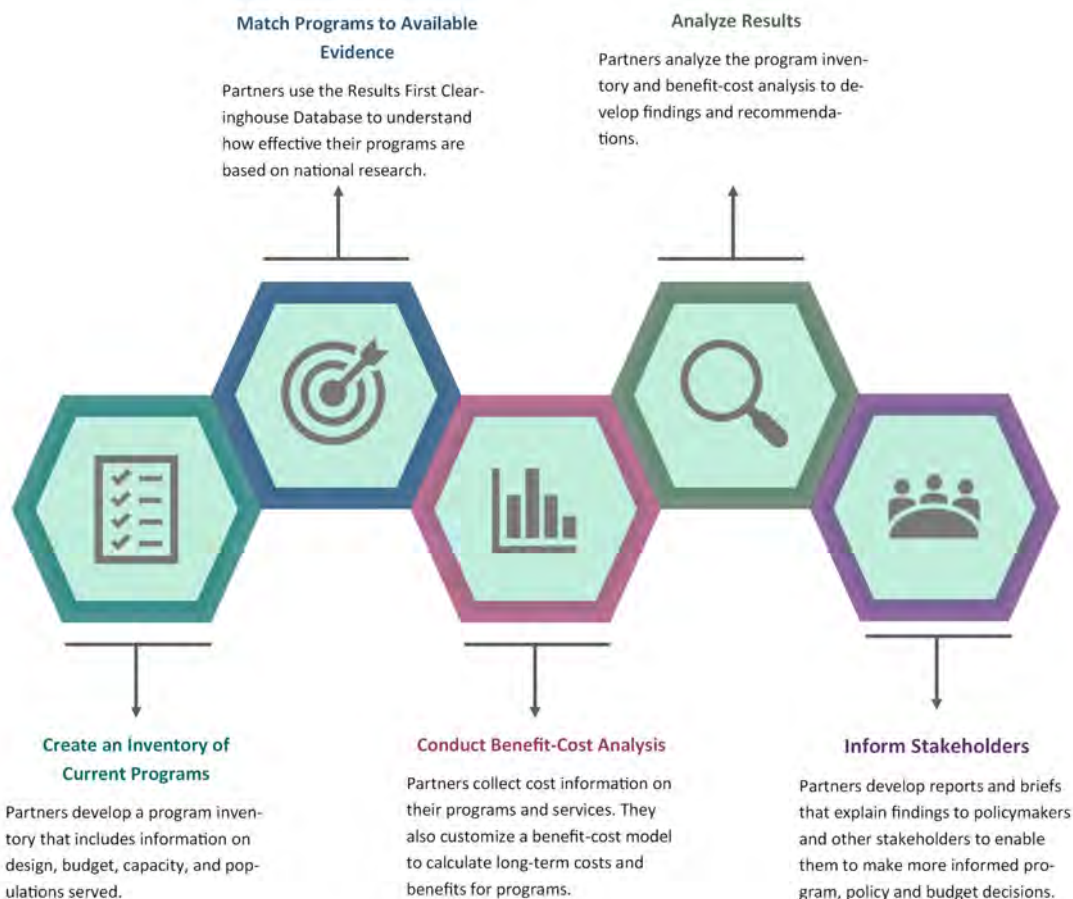 Match Programs to Available
Evidence
Partners use the Results First Clear-
inghouse Database to understand
how effective their programs are
based on national research.
Analyze Results
Partners analyze the program inven-
tory and benefit-cost analysis to de-
velop findings and recommenda-
tions.
Create an Inventory of
Current Programs
Partners develop a program inven-
tory that includes information on
design, budget, capacity, and pop-
ulations served.
Conduct Benefit-Cost Analysis
Partners collect cost information on
their programs and services. They
also customize a benefit-cost model
to calculate long-term costs and
benefits for programs.
Inform Stakeholders
Partners develop reports and briefs
that explain findings to policymakers
and other stakeholders to enable
them to make more informed pro-
gram, policy and budget decisions.